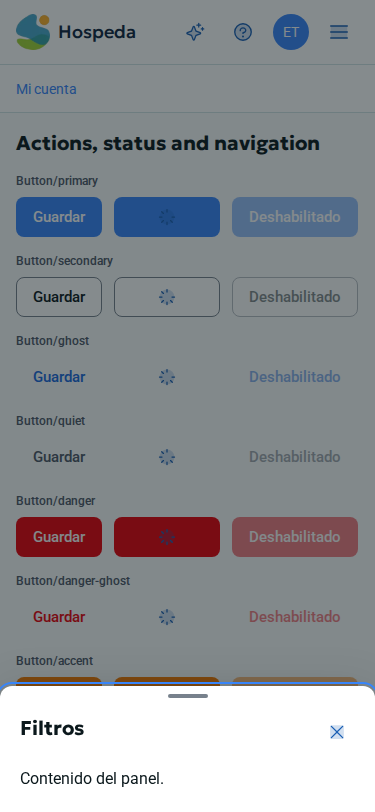 Hospeda
ET
Mi cuenta
Actions, status and navigation
Button/primary
Guardar
Deshabilitado
Button/secondary
Guardar
Deshabilitado
Button/ghost
Guardar
Deshabilitado
Button/quiet
Guardar
Deshabilitado
Button/danger
Guardar
Deshabilitado
Button/danger-ghost
Guardar
Deshabilitado
Button/accent
Filtros
Contenido del panel.